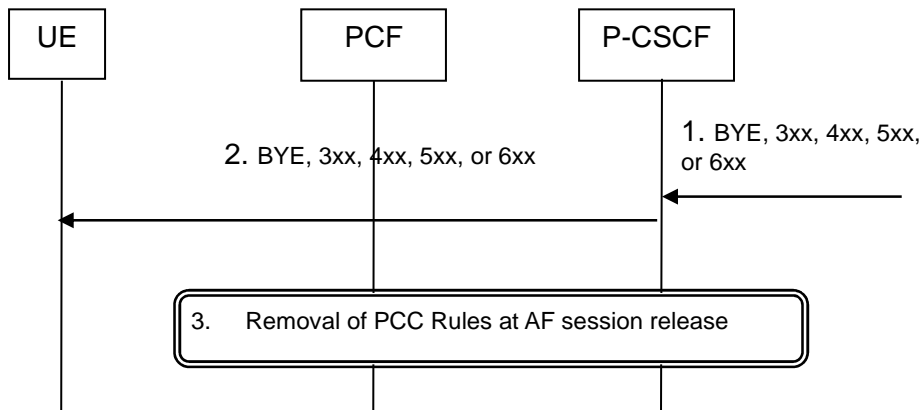 UE
PCF
P-CSCF
1. BYE, 3xx, 4xx, 5xx,
or 6xx
2. BYE, 3xx, 4xx, 5xx, or 6xx
3. Removal of PCC Rules at AF session release